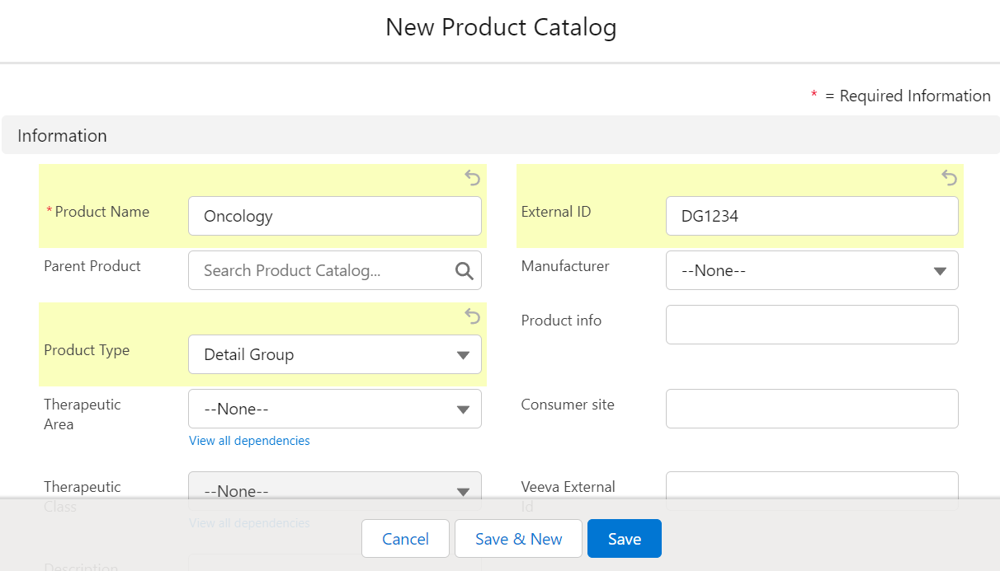 New Product Catalog
* = Required Information
Information
*Product Name
Oncology
External ID
DG1234
Parent Product
Search Product Catalog...
Manufacturer
--None--
Product Type
Detail Group
Product info
Therapeutic
Area
--None--
View all dependencies
Consumer site
Therapeutic
Class
--None--
View all dependencies
Veeva External
Id
Description
Cancel
Save & New
Save